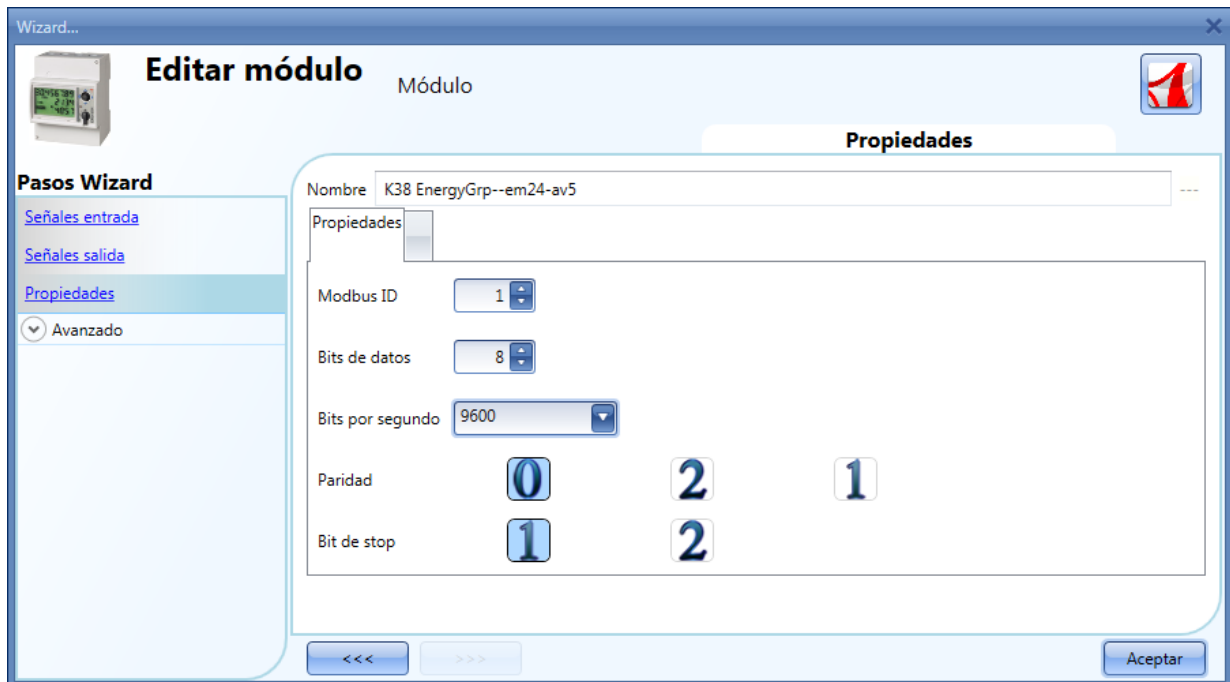 Wizard...
Editar módulo
Módulo
Propiedades
Pasos Wizard
Señales entrada
Señales salida
Propiedades
Avanzado
Nombre K38 EnergyGrp--em24-av5 ---
Propiedades
Modbus ID 1
Bits de datos 8
Bits por segundo 9600
Paridad 0 2 1
Bit de stop 1 2
<<< >>> Aceptar